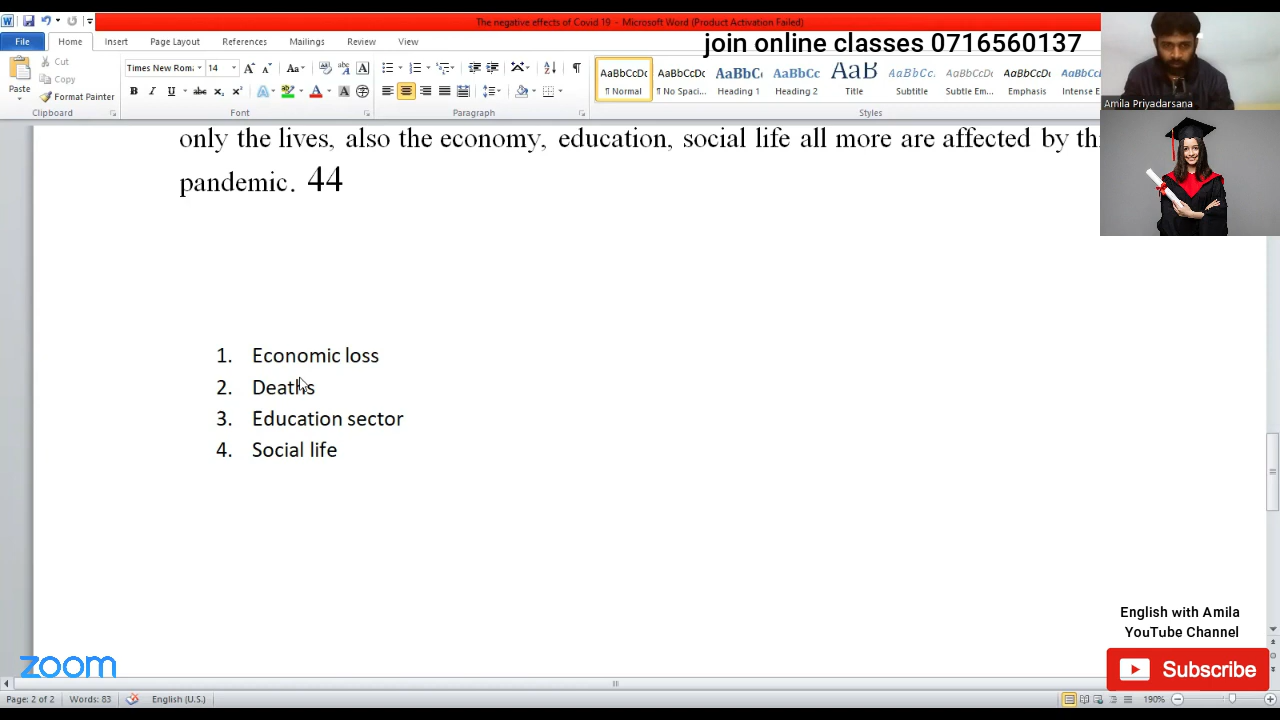 The negative effects of Covid 19 - Microsoft Word (Product Activation Failed)
File Home Insert Page Layout References Mailings Review View
join online classes 0716560137
Cut
Copy
Format Painter
Paste
Times New Rom 14
AaBbCcDc AaBbCcDc AaBbC AaBbCc AaB AaBbCc. AaBbCcDc AaBbCcDc AaBbCcD
¶ Normal ¶ No Spaci... Heading 1 Heading 2 Title Subtitle Subtle Em... Emphasis Intense E
Clipboard Font Paragraph Styles
Amila Priyadarsana
only the lives, also the economy, education, social life all more are affected by
pandemic. 44
1. Economic loss
2. Deaths
3. Education sector
4. Social life
English with Amila
YouTube Channel
Subscribe
zoom
Page: 2 of 2 Words: 83 English (U.S.) 190%